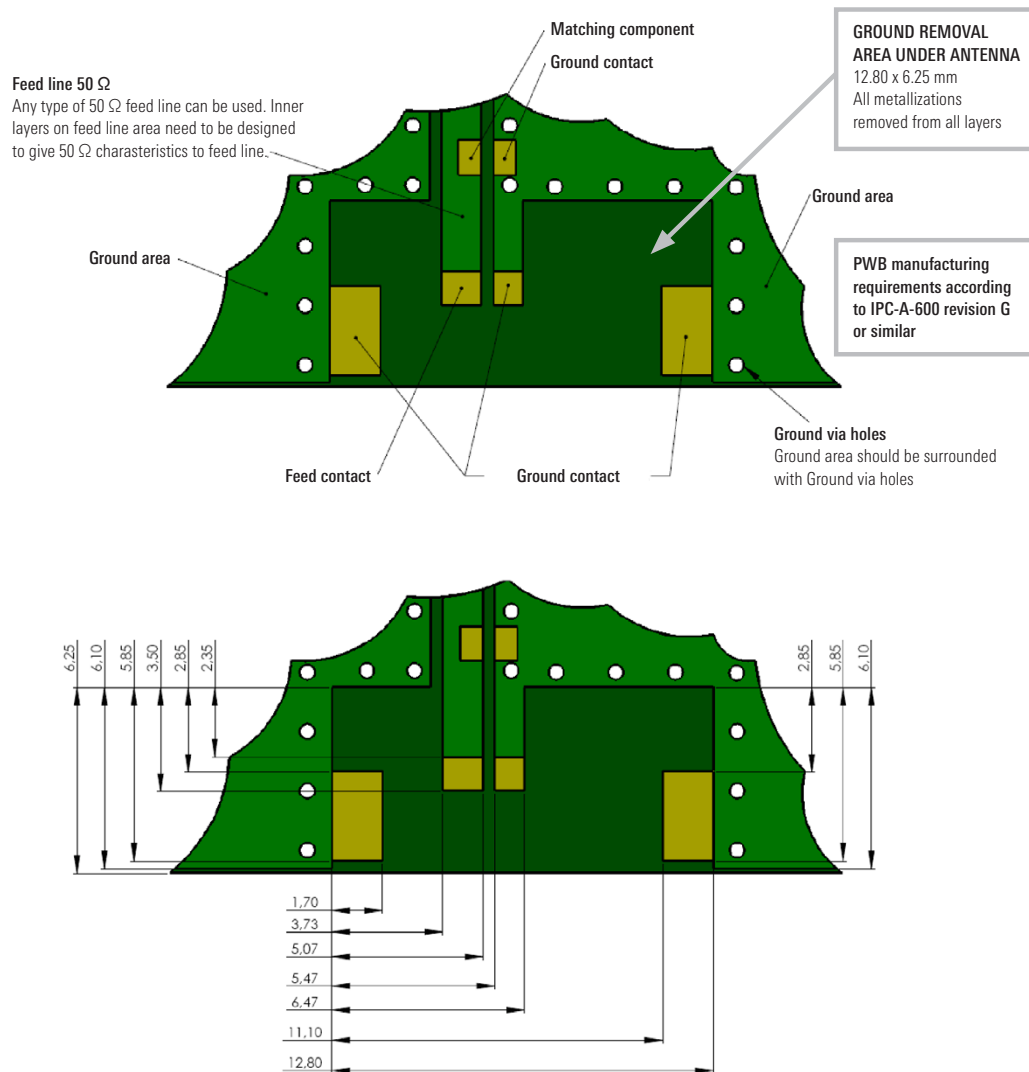 Matching component
Ground contact
GROUND REMOVAL
AREA UNDER ANTENNA
12.80 x 6.25 mm
All metallizations
removed from all layers
Feed line 50 Ω
Any type of 50 Ω feed line can be used. Inner
layers on feed line area need to be designed
to give 50 Ω charasteristics to feed line.
Ground area
Ground area
PWB manufacturing
requirements according
to IPC-A-600 revision G
or similar
Ground via holes
Ground area should be surrounded
with Ground via holes
Feed contact
Ground contact
6.25
6.10
5.85
3.50
2.85
2.35
2.85
5.85
6.10
1,70
3,73
5,07
5,47
6,47
11,10
12,80